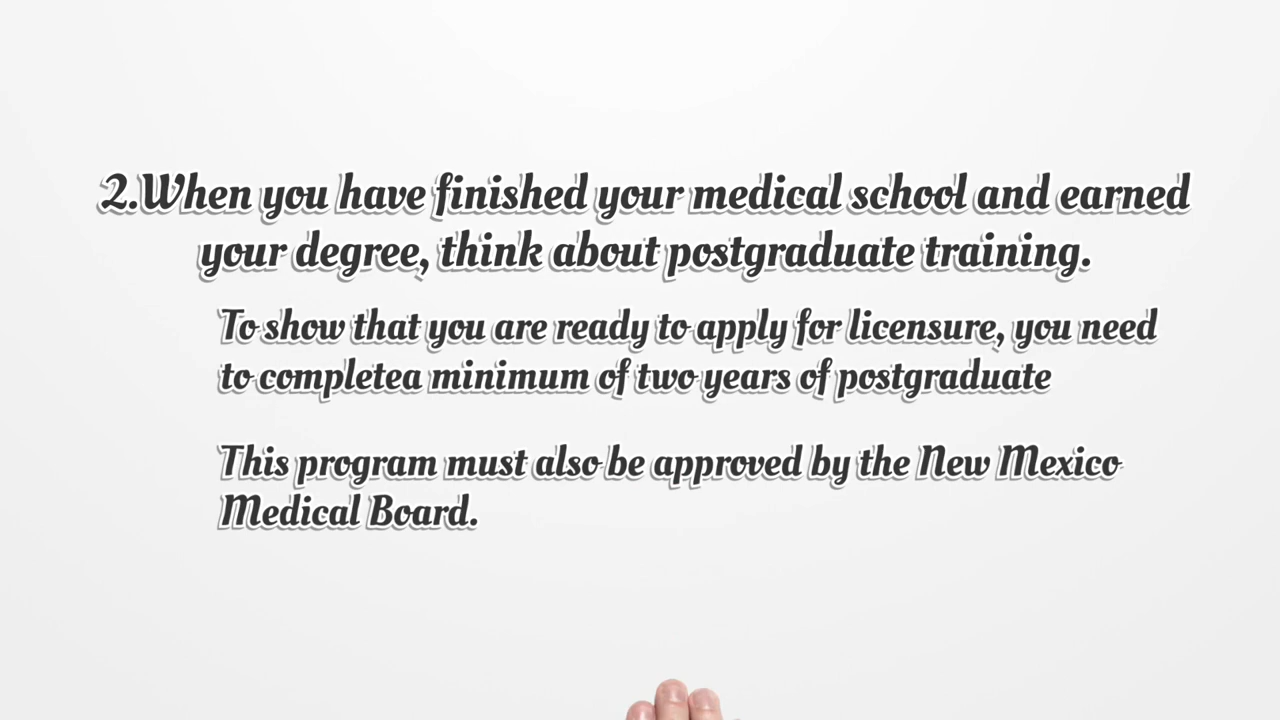 2.When you have finished your medical school and earned
your degree, think about postgraduate training.
To show that you are ready to apply for licensure, you need
to completea minimum of two years of postgraduate
This program must also be approved by the New Mexico
Medical Board.